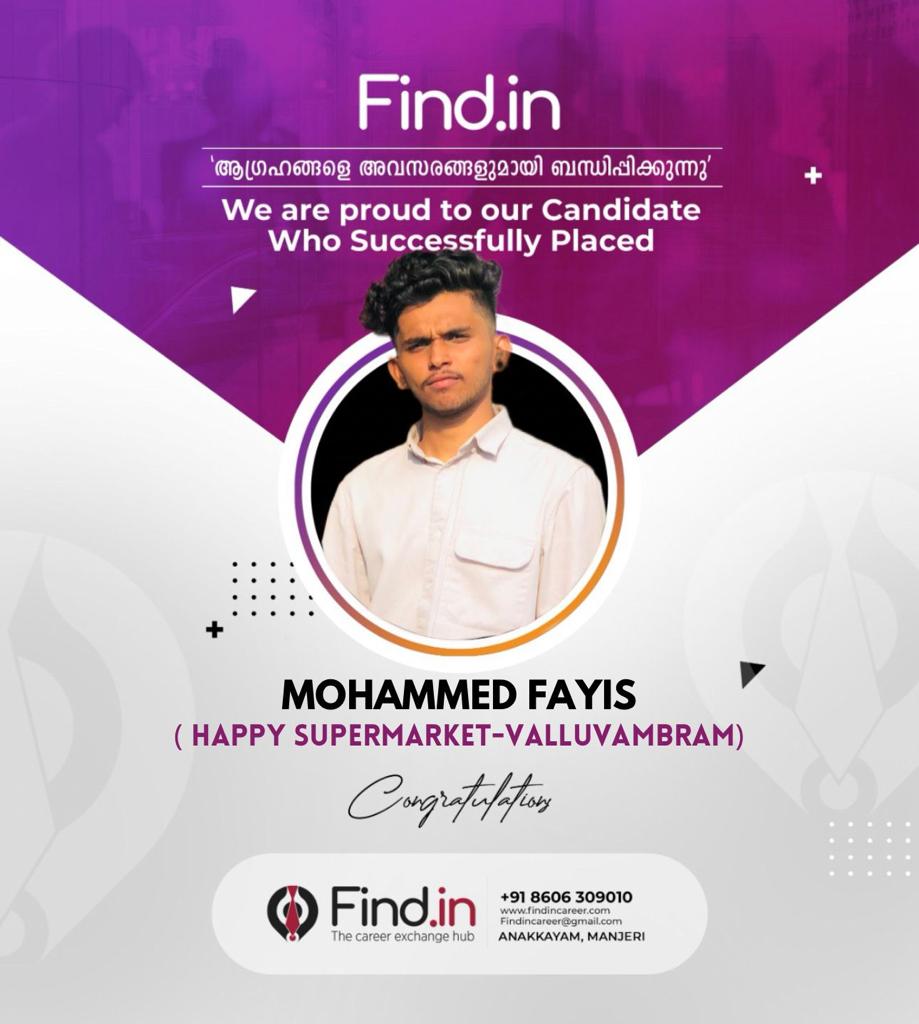 Find.in
'ആഗ്രഹങ്ങളെ അവസരങ്ങളുമായി ബന്ധിപ്പിക്കുന്നു'
We are proud to our Candidate
Who Successfully Placed
MOHAMMED FAYIS
( HAPPY SUPERMARKET-VALLUVAMBRAM)
Congratulations
Find.in
The career exchange hub
+91 8606 309010
www.findincareer.com
Findincareer@gmail.com
ANAKKAYAM, MANJERI